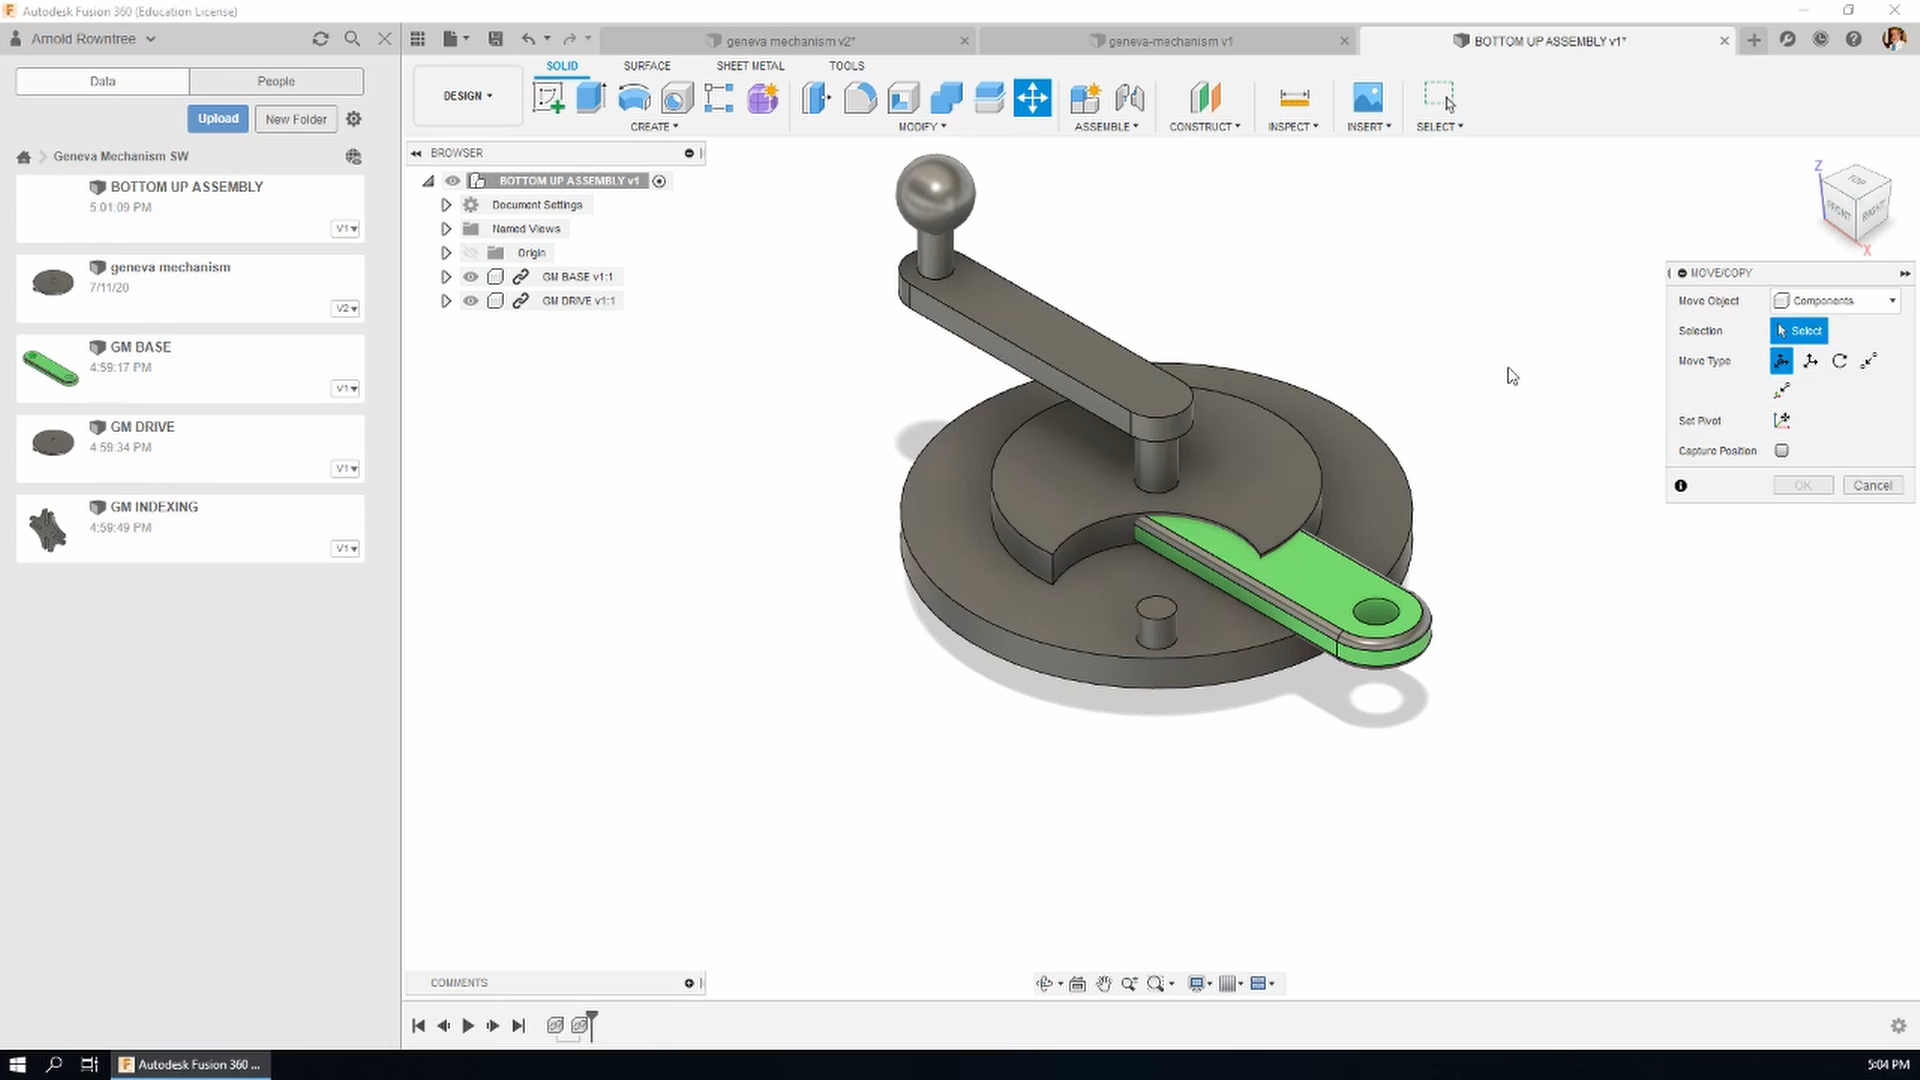 Autodesk Fusion 360 (Education License)
Arnold Rowntree
geneva mechanism v2*
geneva-mechanism v1
BOTTOM UP ASSEMBLY v1*
Data
People
SOLID
SURFACE
SHEET METAL
TOOLS
Upload
New Folder
DESIGN
CREATE
MODIFY
ASSEMBLE
CONSTRUCT
INSPECT
INSERT
SELECT
Geneva Mechanism SW
BROWSER
BOTTOM UP ASSEMBLY
5:01:09 PM
V1
geneva mechanism
7/11/20
V2
GM BASE
4:59:17 PM
V1
GM DRIVE
4:59:34 PM
V1
GM INDEXING
4:59:49 PM
V1
BOTTOM UP ASSEMBLY v1
Document Settings
Named Views
Origin
GM BASE v1:1
GM DRIVE v1:1
Z
TOP
FRONT
RIGHT
X
MOVE/COPY
Move Object
Components
Selection
Select
Move Type
Set Pivot
Capture Position
OK
Cancel
COMMENTS
Autodesk Fusion 360 ...
5:04 PM